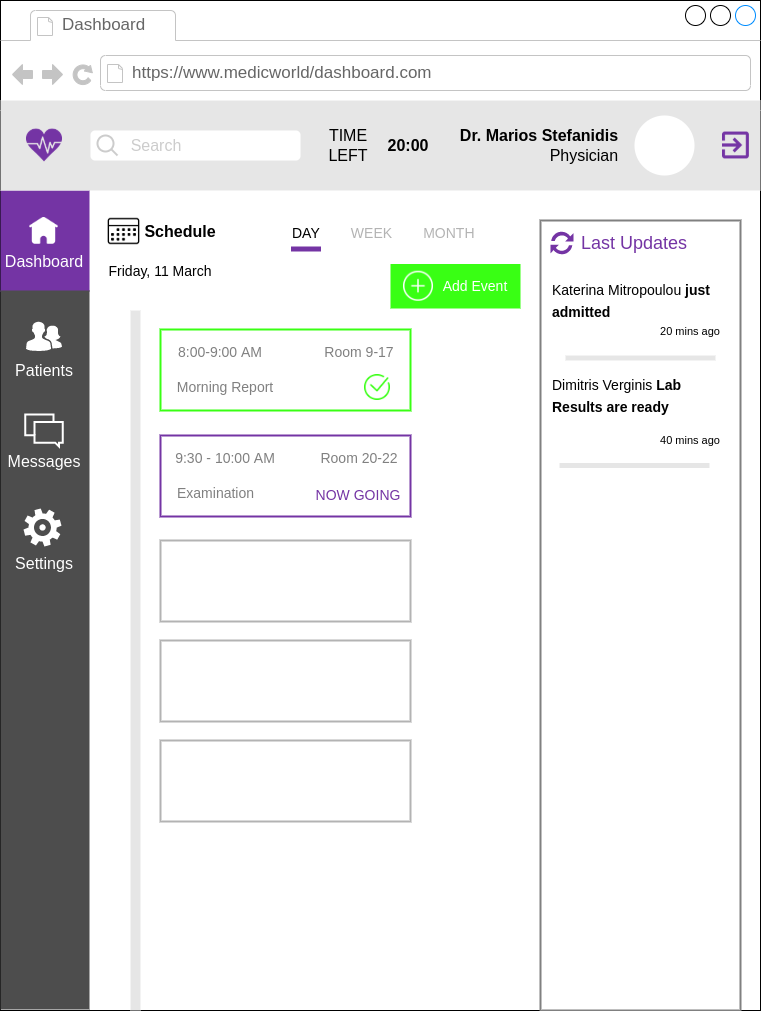 Dashboard
https://www.medicworld/dashboard.com
Search
TIME
LEFT
20:00
Dr. Marios Stefanidis
Physician
Dashboard
Patients
Messages
Settings
Schedule
DAY
WEEK
MONTH
Friday, 11 March
Add Event
8:00-9:00 AM
Room 9-17
Morning Report
9:30 - 10:00 AM
Room 20-22
Examination
NOW GOING
Last Updates
Katerina Mitropoulou just
admitted
20 mins ago
Dimitris Verginis Lab
Results are ready
40 mins ago